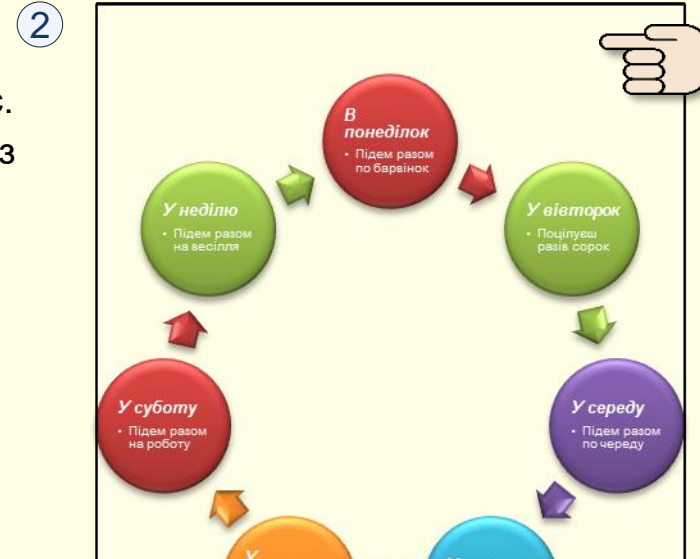 2
з
В
понеділок
• Підем разом
по барвінок
У вівторок
• Поцілуєш
разів сорок
У середу
• Підем разом
по череду
У суботу
• Підем разом
на роботу
У неділю
• Підем разом
на весілля